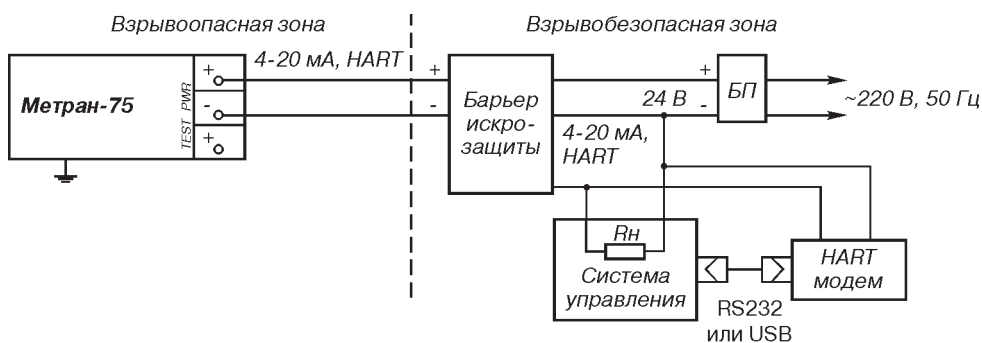 Взрывоопасная зона
Взрывобезопасная зона
Метран-75
+
-
+
PWR
TEST
4-20 мА, HART
+
-
Барьер
искро-
защиты
+
24 В -
БП
~220 В, 50 Гц
4-20 мА,
HART
Rн
Система
управления
RS232
или USB
HART
модем